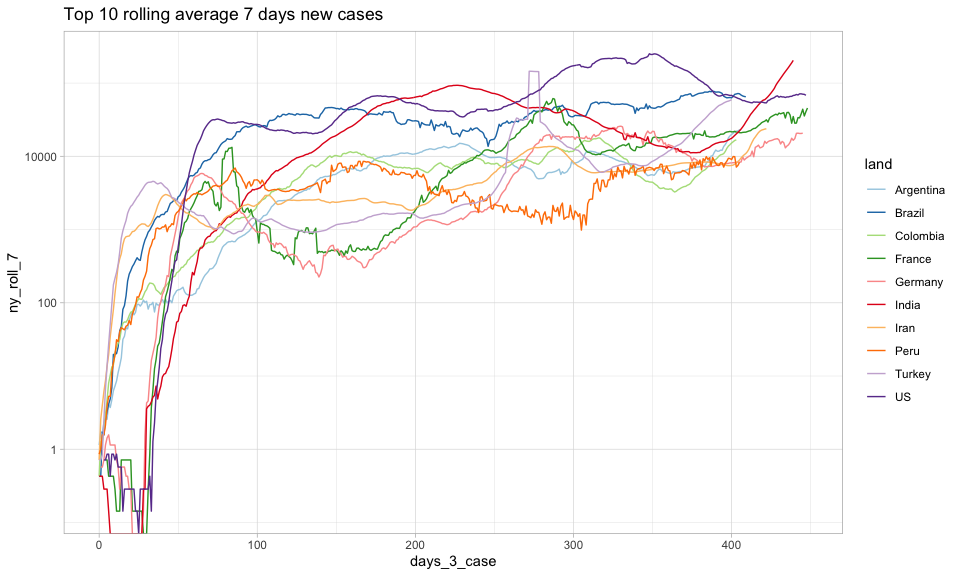 Top 10 rolling average 7 days new cases
ny_roll_7
10000
100
1
0
100
200
300
400
days_3_case
land
Argentina
Brazil
Colombia
France
Germany
India
Iran
Peru
Turkey
US